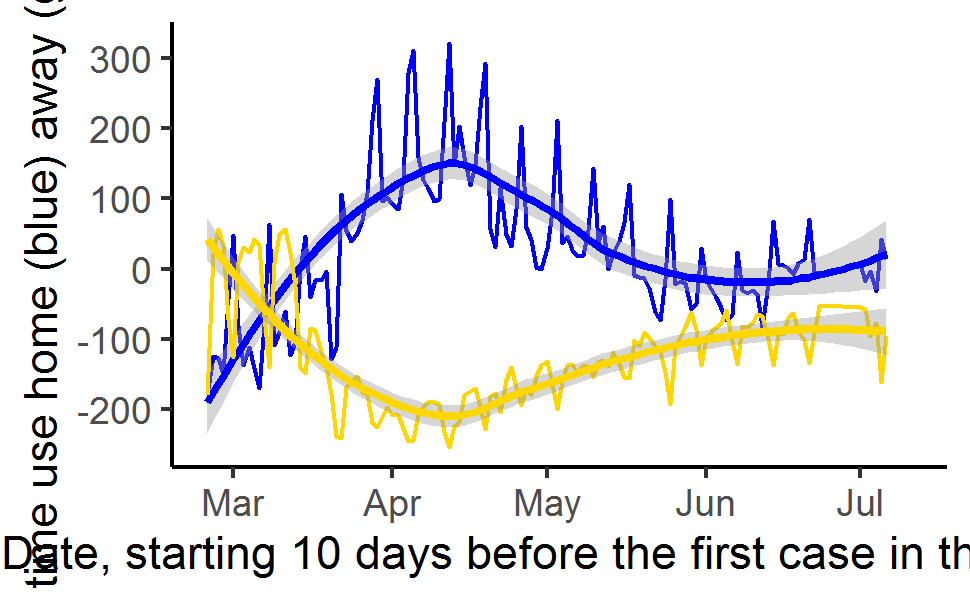 time use home (blue) away (
300
200
100
0
-100
-200
Mar Apr May Jun Jul
Date, starting 10 days before the first case in th